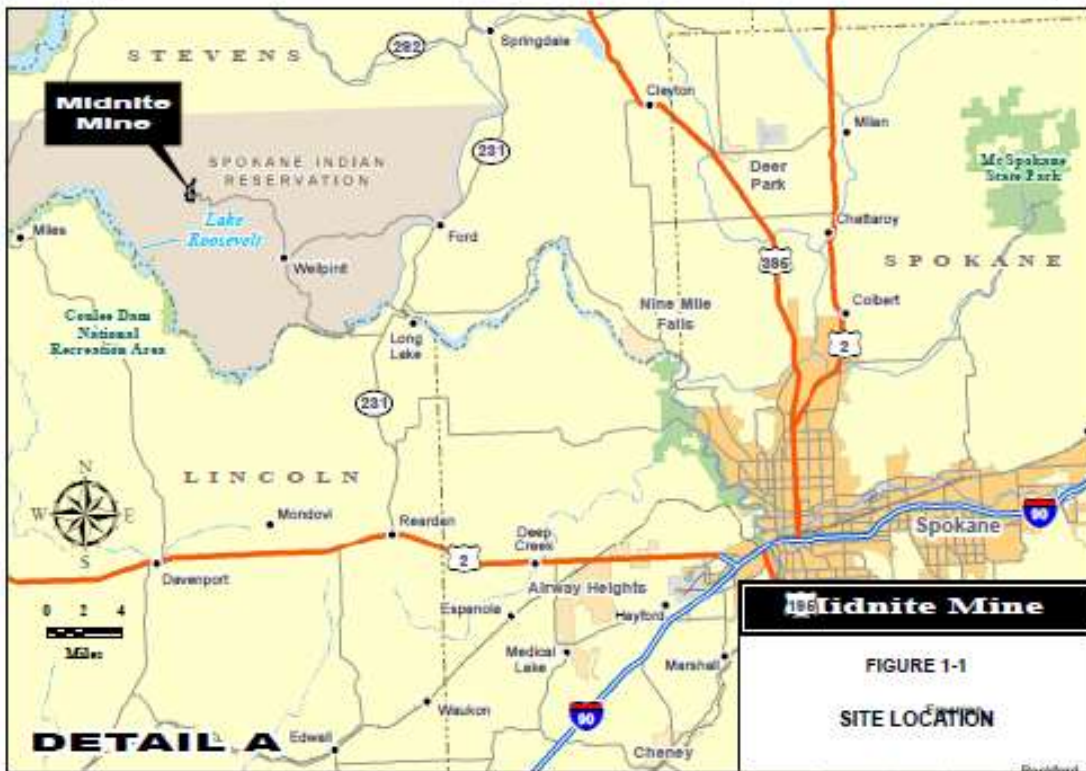 STEVENS
292
Springdale
Clayton
Milan
Midnite
Mine
SPOKANE INDIAN
RESERVATION
231
Deer
Park
Mt Spokane
State Park
Lake
Roosevelt
Miles
Ford
Wellpinit
Chattaroy
SPOKANE
395
Colbert
Coulee Dam
National
Recreation Area
Long
Lake
Nine Mile
Falls
2
231
LINCOLN
N
W E
S
Mondovi
Reardan
2
Deep
Creek
90
Spokane
Davenport
Airway Heights
Espanola
Hayford
0 2 4
Miles
Medical
Lake
Marshall
Waukon
90
Edwall
Cheney
DETAIL A
195
Midnite Mine
FIGURE 1-1
SITE LOCATION